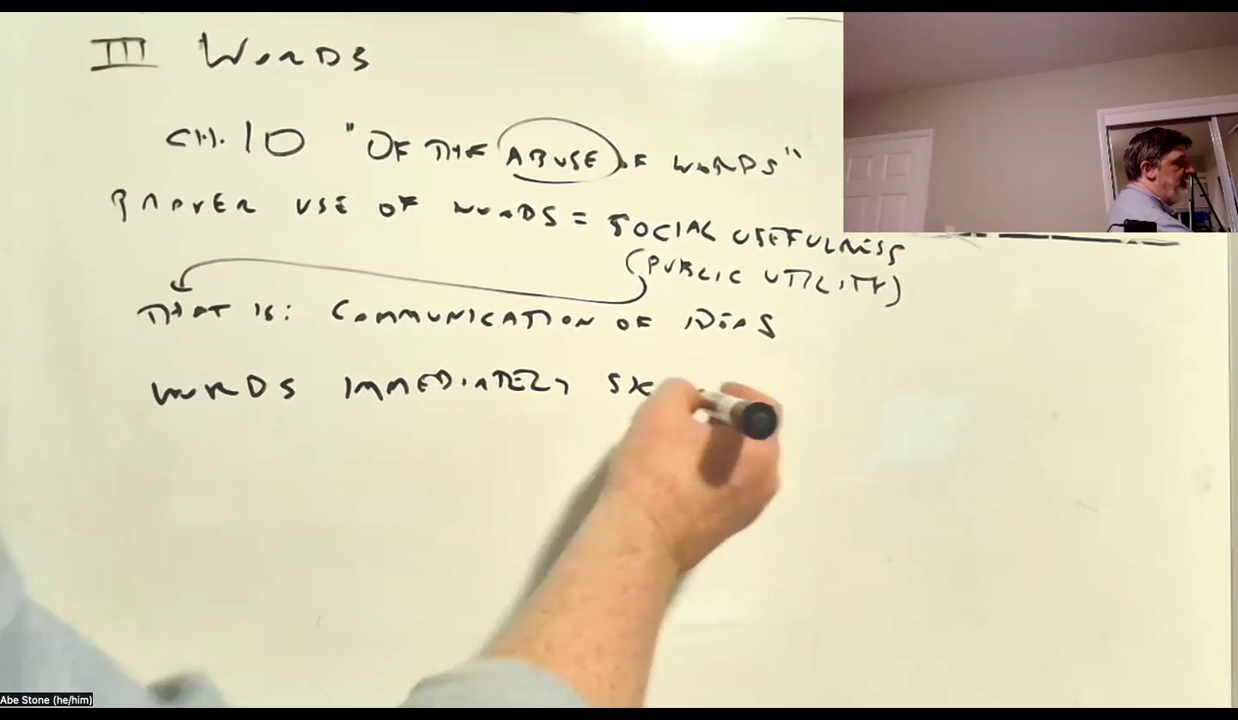 III WORDS
CH. 10 "OF THE ABUSE OF WORDS"
PROPER USE OF WORDS = SOCIAL USEFULNESS
(PUBLIC UTILITY)
THAT IS: COMMUNICATION OF IDEAS
WORDS IMMEDIATELY
Abe Stone (he/him)